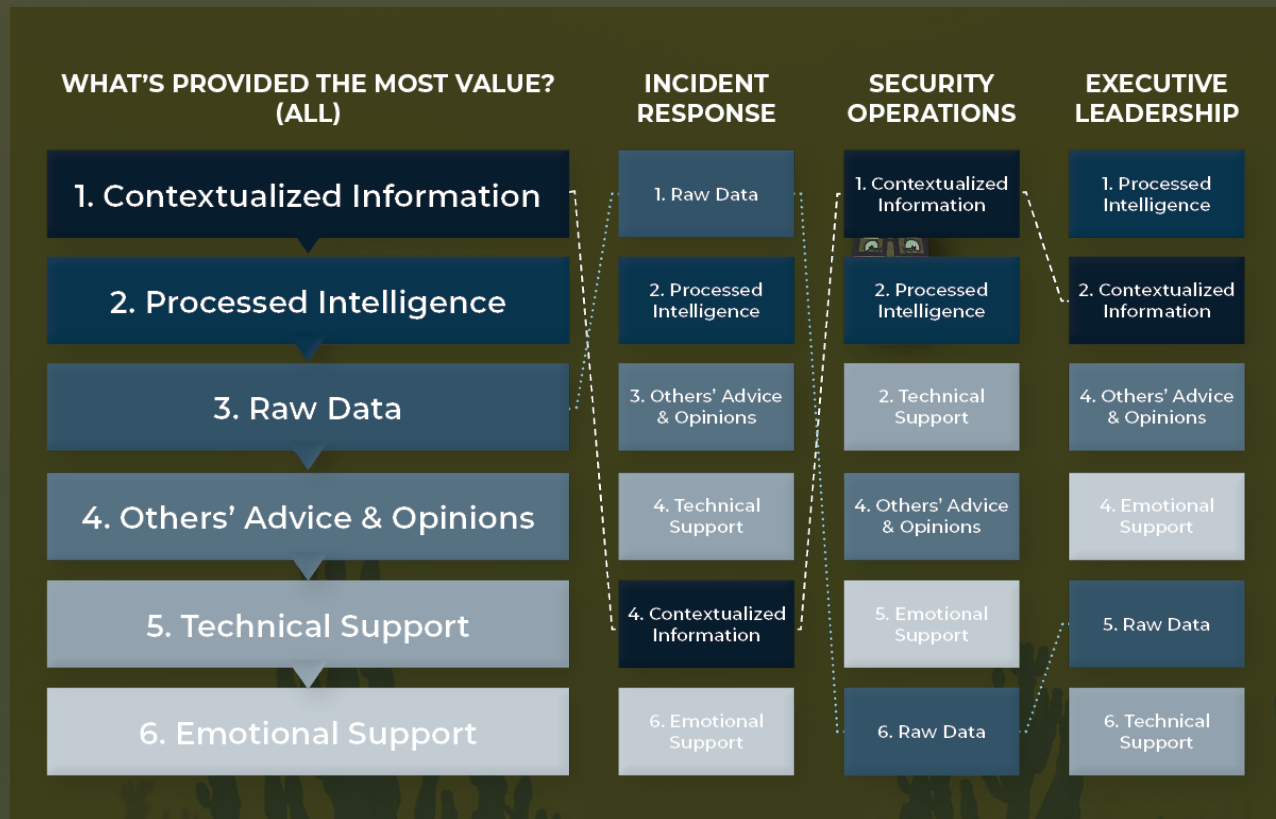 WHAT'S PROVIDED THE MOST VALUE?
(ALL)
1. Contextualized Information
2. Processed Intelligence
3. Raw Data
4. Others' Advice & Opinions
5. Technical Support
6. Emotional Support
INCIDENT
RESPONSE
1. Raw Data
2. Processed
Intelligence
3. Others' Advice
& Opinions
4. Technical
Support
4. Contextualized
Information
6. Emotional
Support
SECURITY
OPERATIONS
1. Contextualized
Information
2. Processed
Intelligence
2. Technical
Support
4. Others' Advice
& Opinions
5. Emotional
Support
6. Raw Data
EXECUTIVE
LEADERSHIP
1. Processed
Intelligence
2. Contextualized
Information
4. Others' Advice
& Opinions
4. Emotional
Support
5. Raw Data
6. Technical
Support